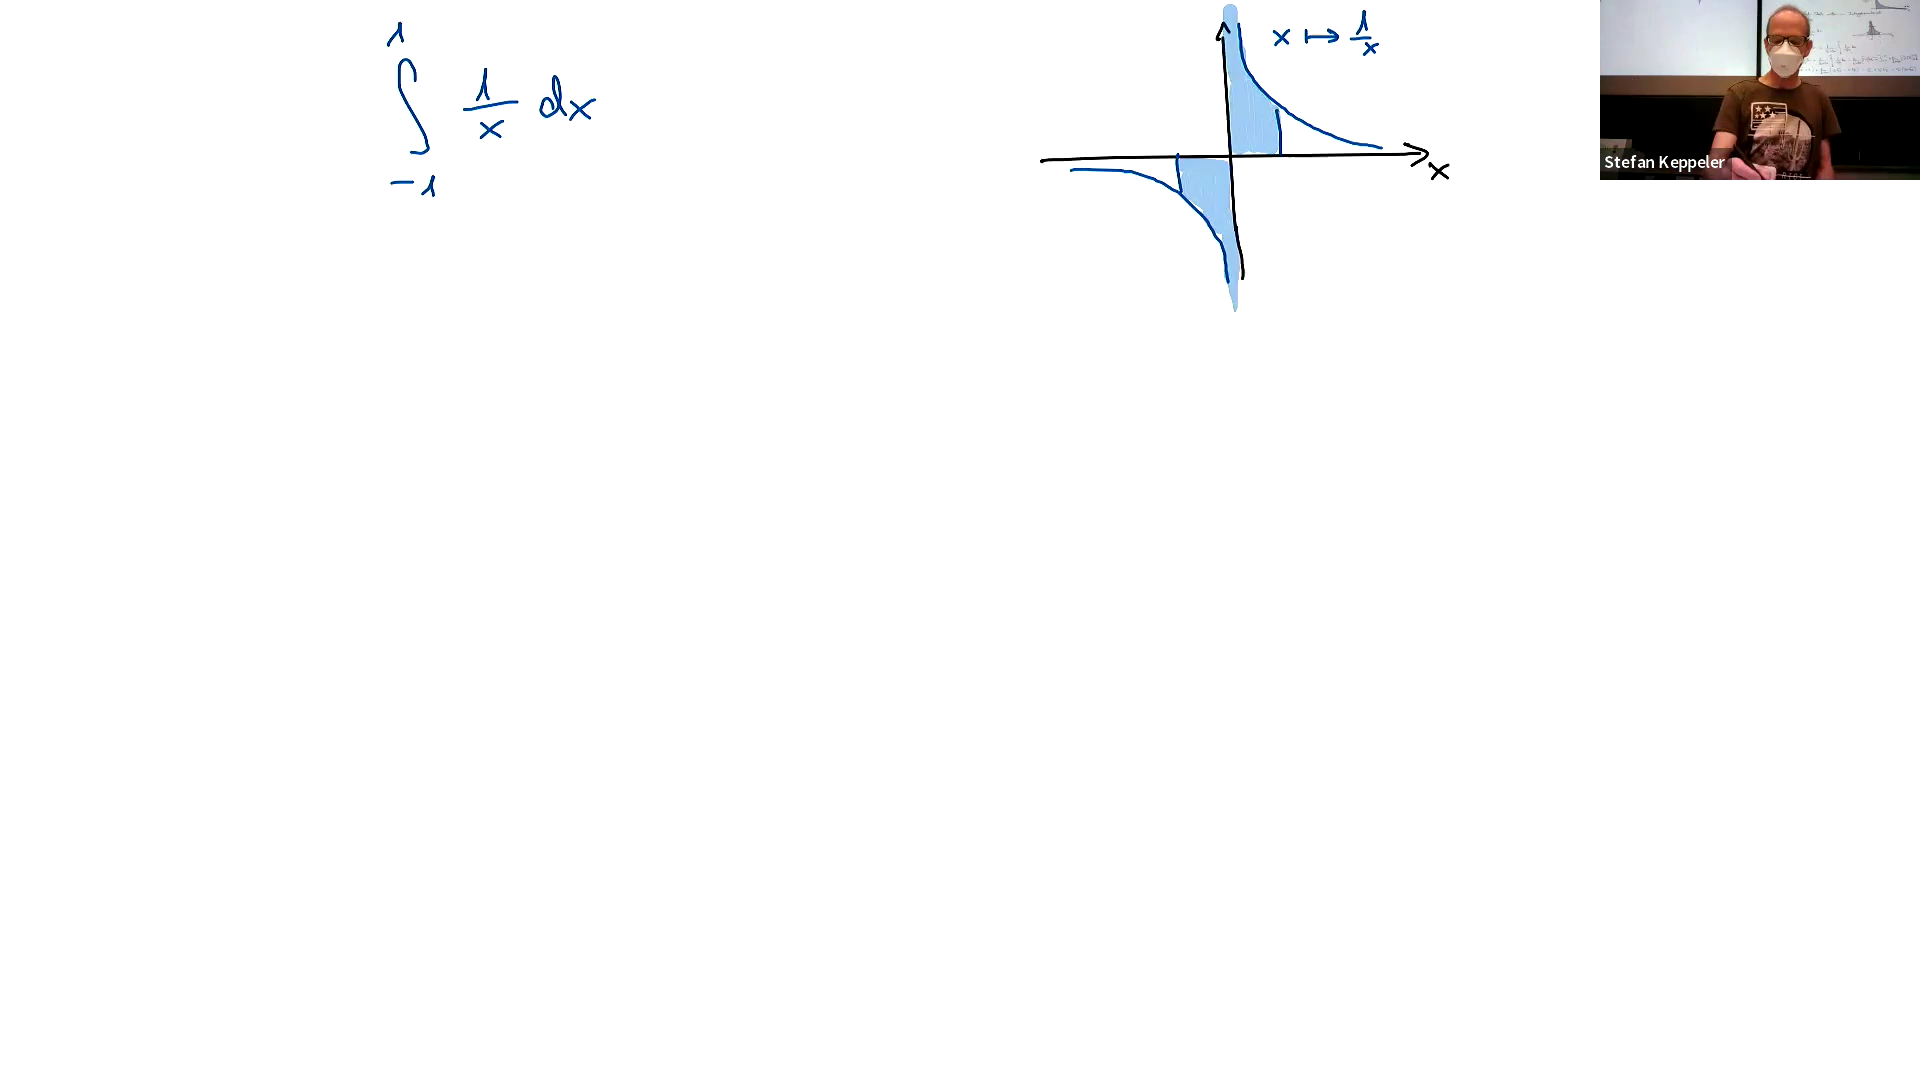 ∫_{-1}^{1} 1/x dx
x ↦ 1/x
x
Stefan Keppeler